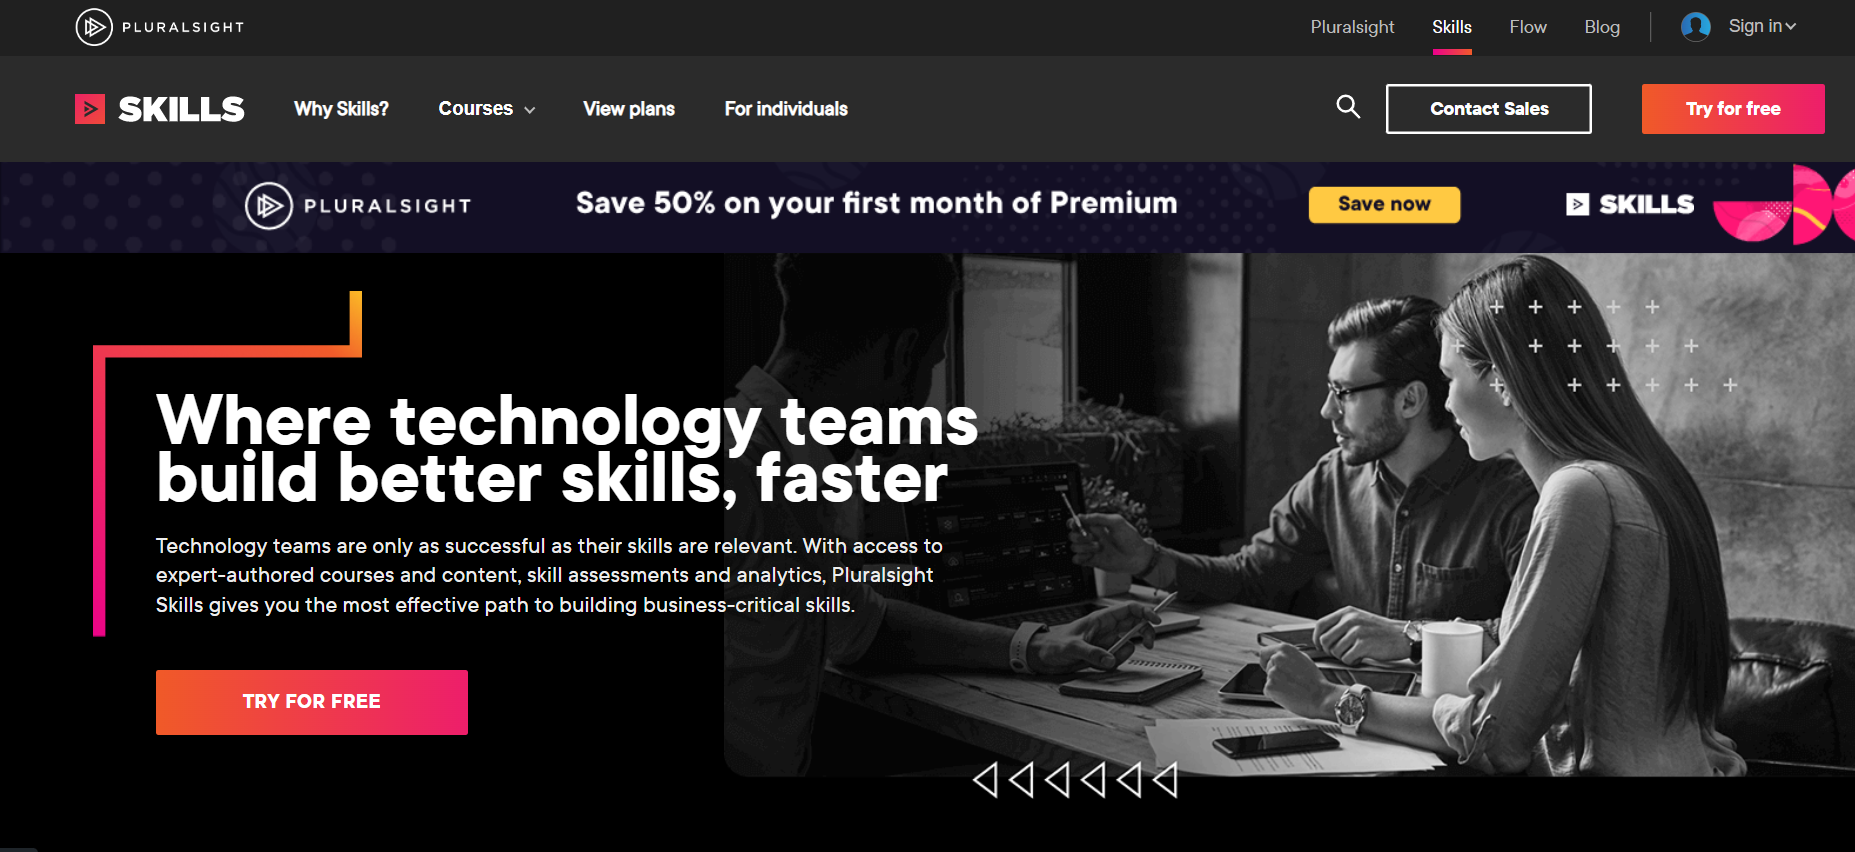 PLURALSIGHT
Pluralsight
Skills
Flow
Blog
Sign in
SKILLS
Why Skills?
Courses
View plans
For individuals
Contact Sales
Try for free
PLURALSIGHT
Save 50% on your first month of Premium
Save now
SKILLS
Where technology teams
build better skills, faster
Technology teams are only as successful as their skills are relevant. With access to
expert-authored courses and content, skill assessments and analytics, Pluralsight
Skills gives you the most effective path to building business-critical skills.
TRY FOR FREE